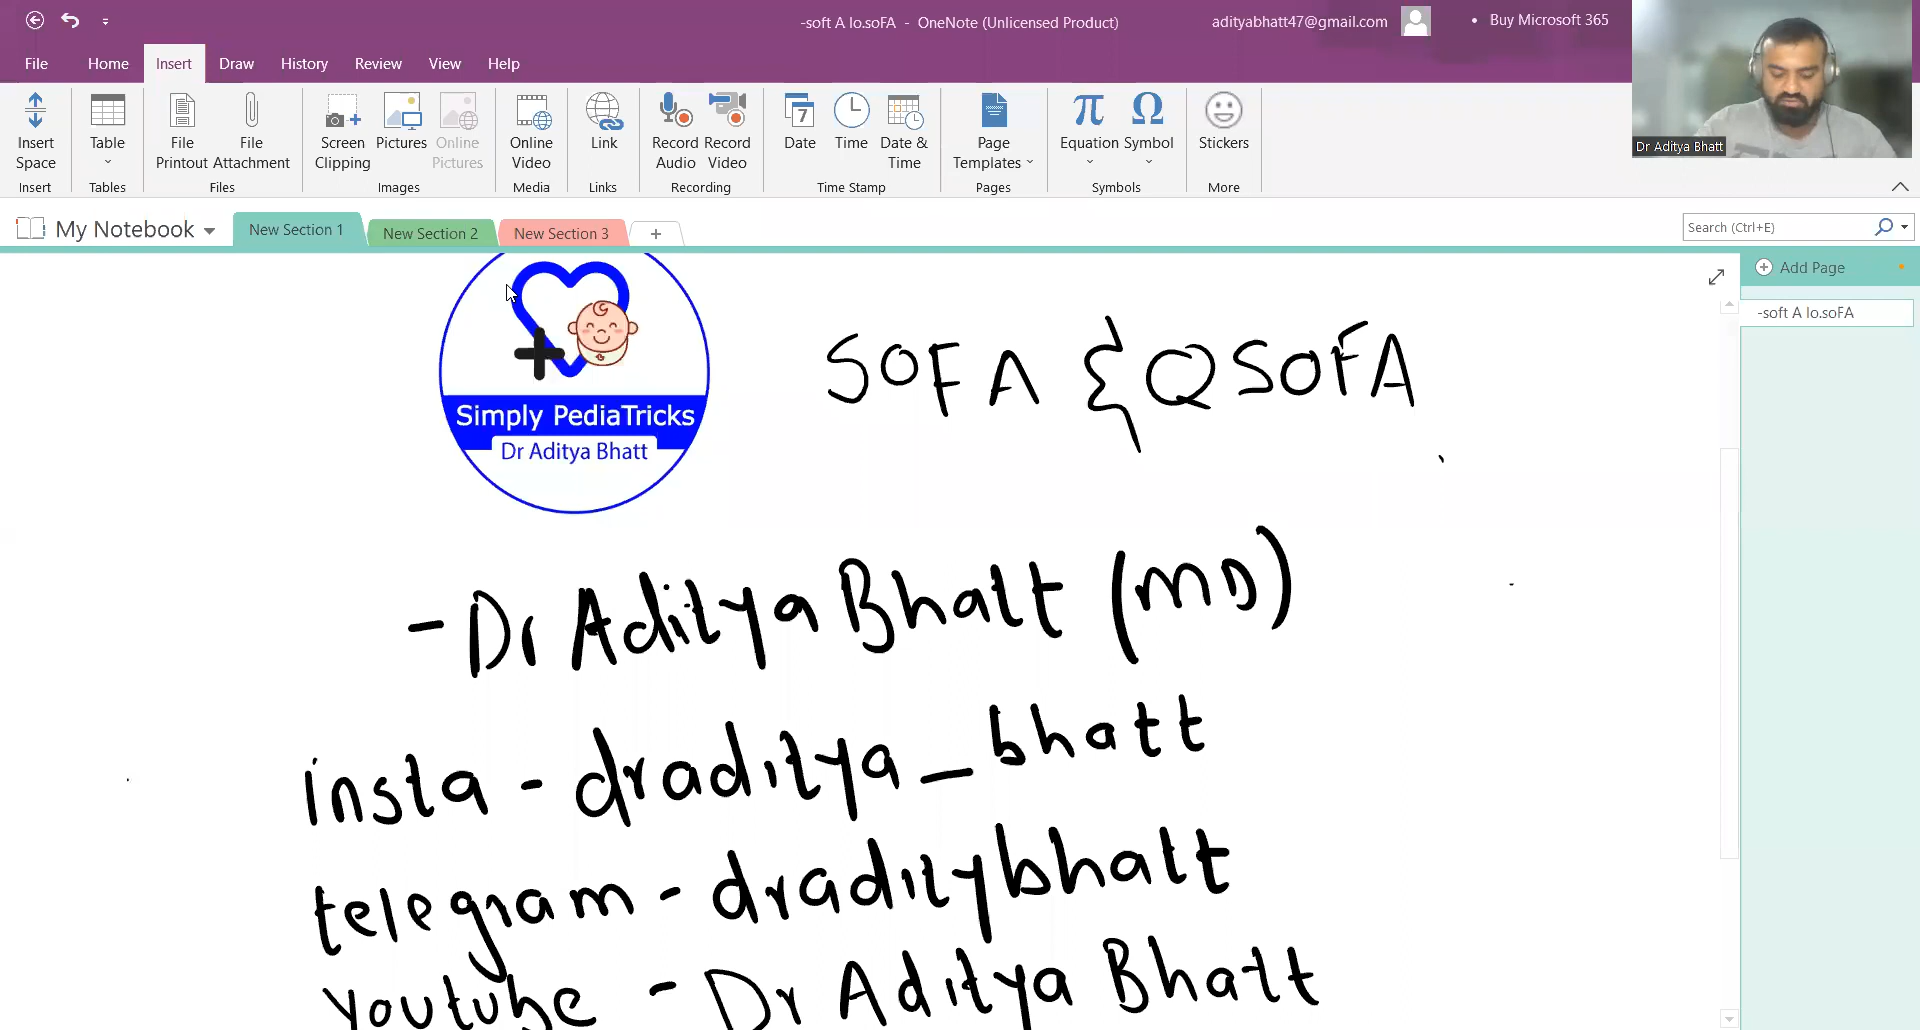 -soft A lo.soFA - OneNote (Unlicensed Product)
adityabhatt47@gmail.com
• Buy Microsoft 365
File Home Insert Draw History Review View Help
Insert Space
Table
File Printout
File Attachment
Screen Clipping
Pictures
Online Pictures
Online Video
Link
Record Audio
Record Video
Date
Time
Date & Time
Page Templates
Equation
Symbol
Stickers
Insert Tables Files Images Media Links Recording Time Stamp Pages Symbols More
Dr Aditya Bhatt
My Notebook
New Section 1 New Section 2 New Section 3 +
Search (Ctrl+E)
Add Page
-soft A lo.soFA
Simply PediaTricks
Dr Aditya Bhatt
SOFA & QSOFA
- Dr Aditya Bhatt (MD)
insta - draditya_bhatt
telegram - draditybhatt
youtube - Dr Aditya Bhatt